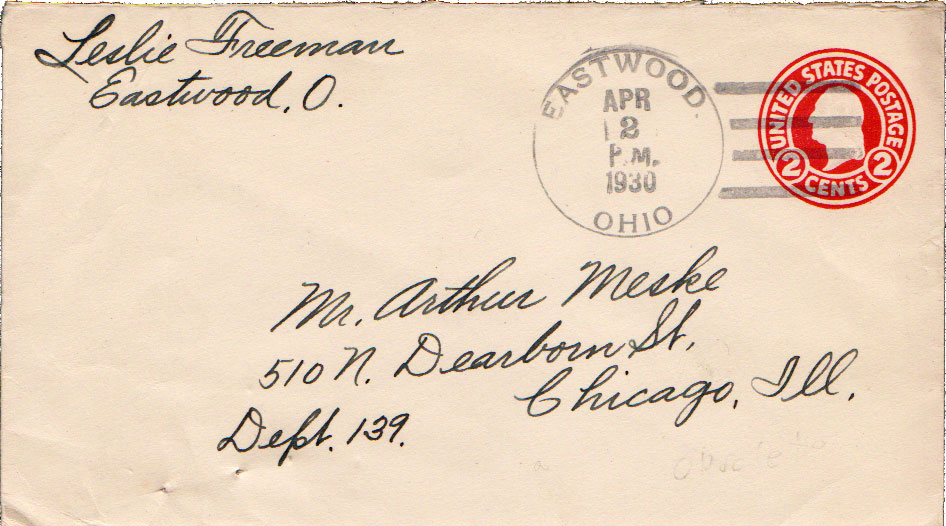 Leslie Freeman
Eastwood, O.
EASTWOOD.
APR
2
P.M.
1930
OHIO
UNITED STATES POSTAGE
2 CENTS 2
Mr. Arthur Meske
510 N. Dearborn St.
Chicago, Ill.
Dept. 139.